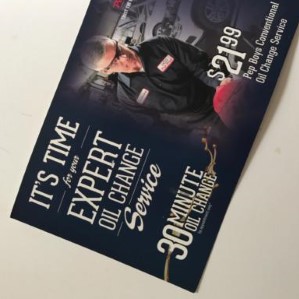 IT'S TIME
for your
EXPERT
OIL CHANGE
Service
$21.99
Pep Boys Conventional
Oil Change Service
30 MINUTE
OIL CHANGE